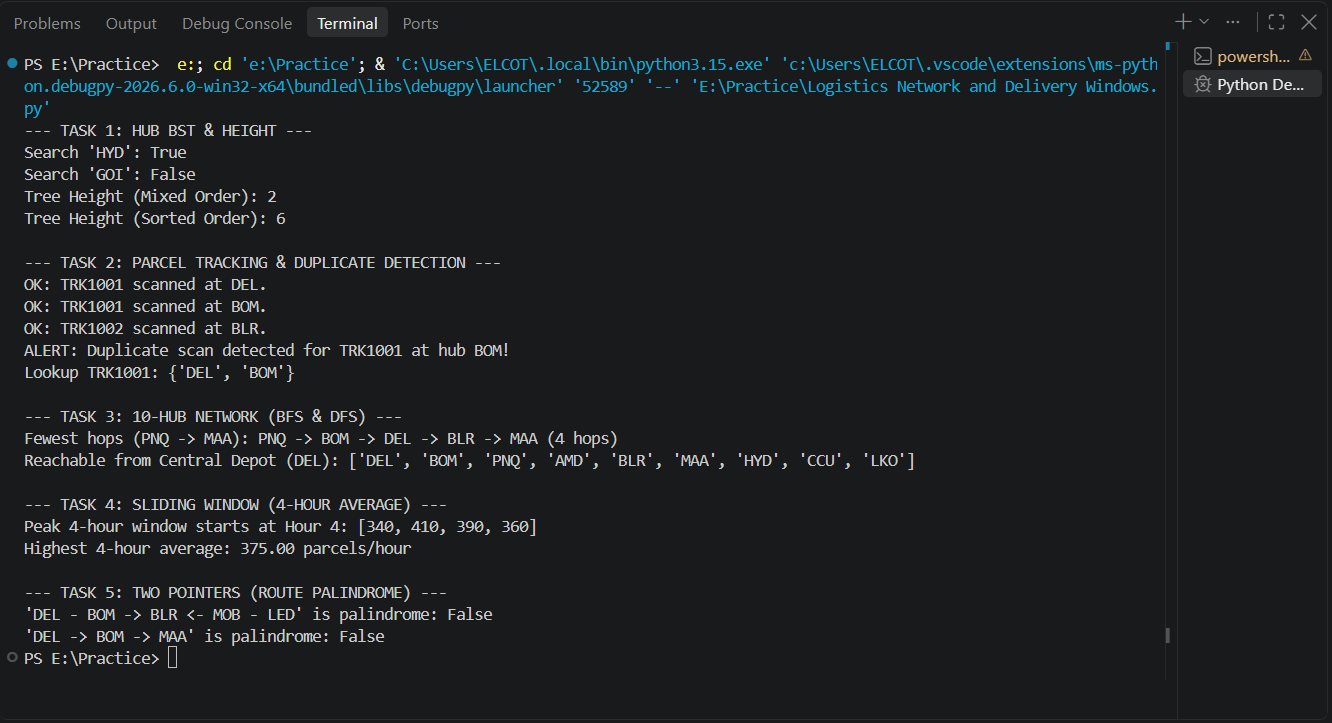 Problems Output Debug Console Terminal Ports
powersh...
Python De...
PS E:\Practice>  e:; cd 'e:\Practice'; & 'C:\Users\ELCOT\.local\bin\python3.15.exe' 'c:\Users\ELCOT\.vscode\extensions\ms-pyth
on.debugpy-2026.6.0-win32-x64\bundled\libs\debugpy\launcher' '52589' '--' 'E:\Practice\Logistics Network and Delivery Windows.
py'
--- TASK 1: HUB BST & HEIGHT ---
Search 'HYD': True
Search 'GOI': False
Tree Height (Mixed Order): 2
Tree Height (Sorted Order): 6
--- TASK 2: PARCEL TRACKING & DUPLICATE DETECTION ---
OK: TRK1001 scanned at DEL.
OK: TRK1001 scanned at BOM.
OK: TRK1002 scanned at BLR.
ALERT: Duplicate scan detected for TRK1001 at hub BOM!
Lookup TRK1001: {'DEL', 'BOM'}
--- TASK 3: 10-HUB NETWORK (BFS & DFS) ---
Fewest hops (PNQ -> MAA): PNQ -> BOM -> DEL -> BLR -> MAA (4 hops)
Reachable from Central Depot (DEL): ['DEL', 'BOM', 'PNQ', 'AMD', 'BLR', 'MAA', 'HYD', 'CCU', 'LKO']
--- TASK 4: SLIDING WINDOW (4-HOUR AVERAGE) ---
Peak 4-hour window starts at Hour 4: [340, 410, 390, 360]
Highest 4-hour average: 375.00 parcels/hour
--- TASK 5: TWO POINTERS (ROUTE PALINDROME) ---
'DEL - BOM -> BLR <- MOB - LED' is palindrome: False
'DEL -> BOM -> MAA' is palindrome: False
PS E:\Practice>